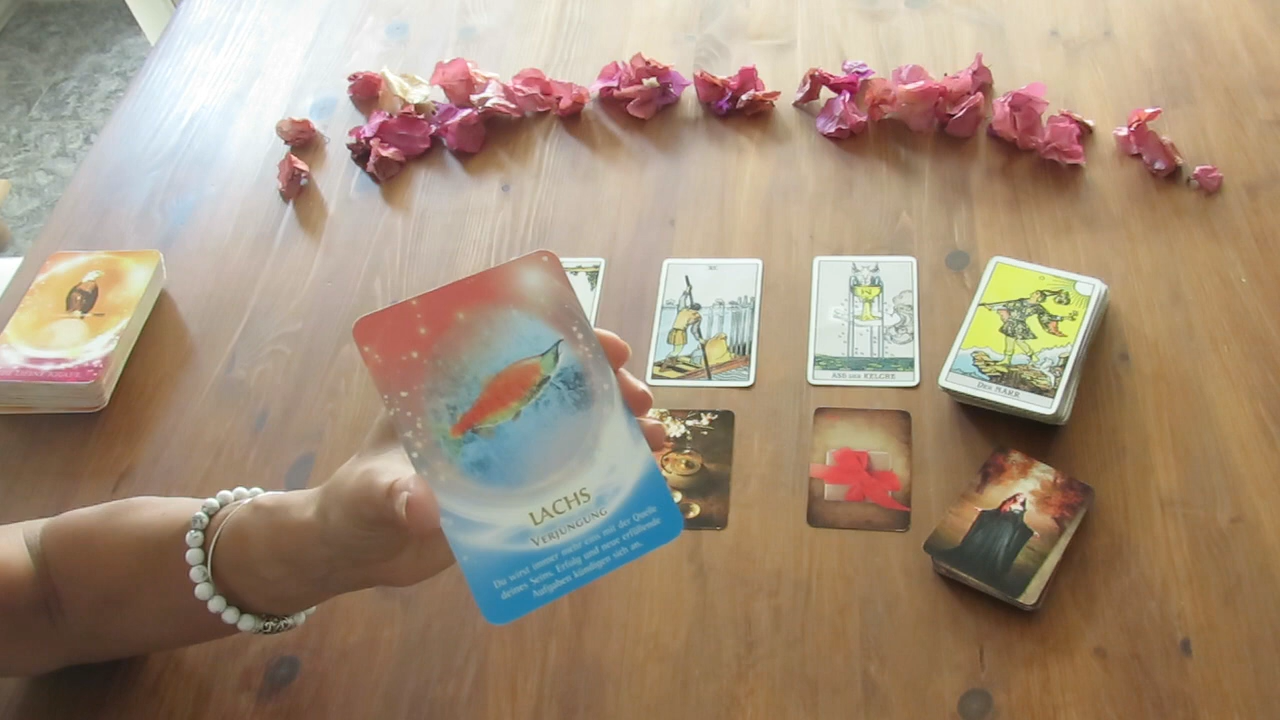 ASS DER KELCHE
DER NARR
LACHS
VERJÜNGUNG
Du wirst immer mehr eins mit der Quelle
deines Seins. Erfolg und neue erfüllende
Aufgaben kündigen sich an.